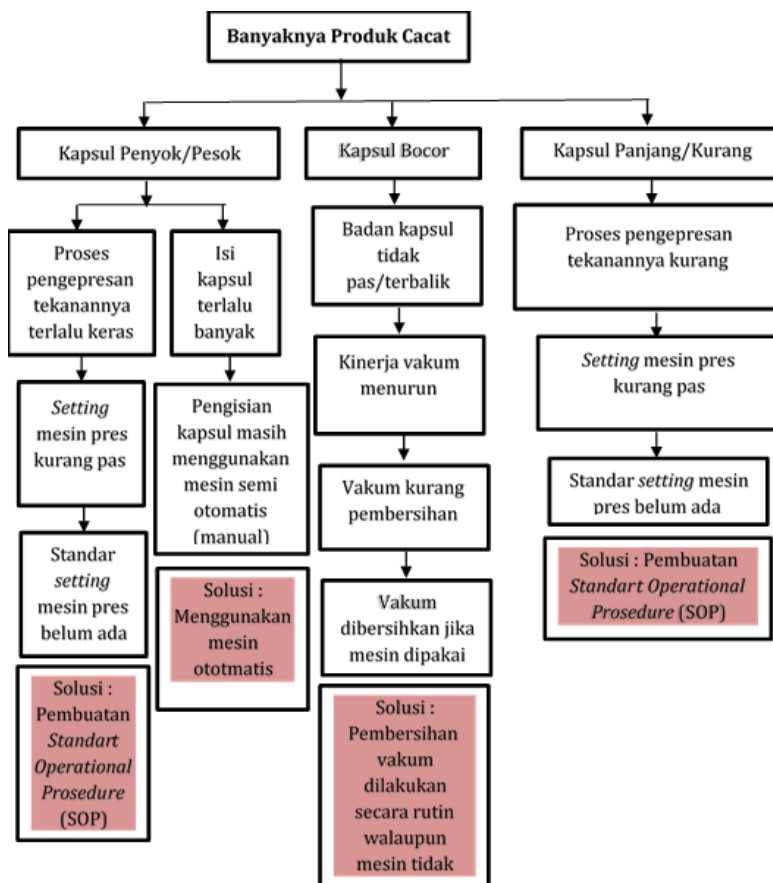 Banyaknya Produk Cacat
Kapsul Penyok/Pesok
Kapsul Bocor
Kapsul Panjang/Kurang
Proses
pengepresan
tekanannya
terlalu keras
Isi
kapsul
terlalu
banyak
Badan kapsul
tidak
pas/terbalik
Proses pengepresan
tekanannya kurang
Setting
mesin pres
kurang pas
Pengisian
kapsul masih
menggunakan
mesin semi
otomatis
(manual)
Kinerja vakum
menurun
Setting mesin pres
kurang pas
Standar
setting
mesin pres
belum ada
Vakum kurang
pembersihan
Standar setting mesin
pres belum ada
Solusi :
Menggunakan
mesin
ototmatis
Vakum
dibersihkan jika
mesin dipakai
Solusi : Pembuatan
Standart Operational
Prosedure (SOP)
Solusi :
Pembuatan
Standart
Operational
Prosedure
(SOP)
Solusi :
Pembersihan
vakum
dilakukan
secara rutin
walaupun
mesin tidak